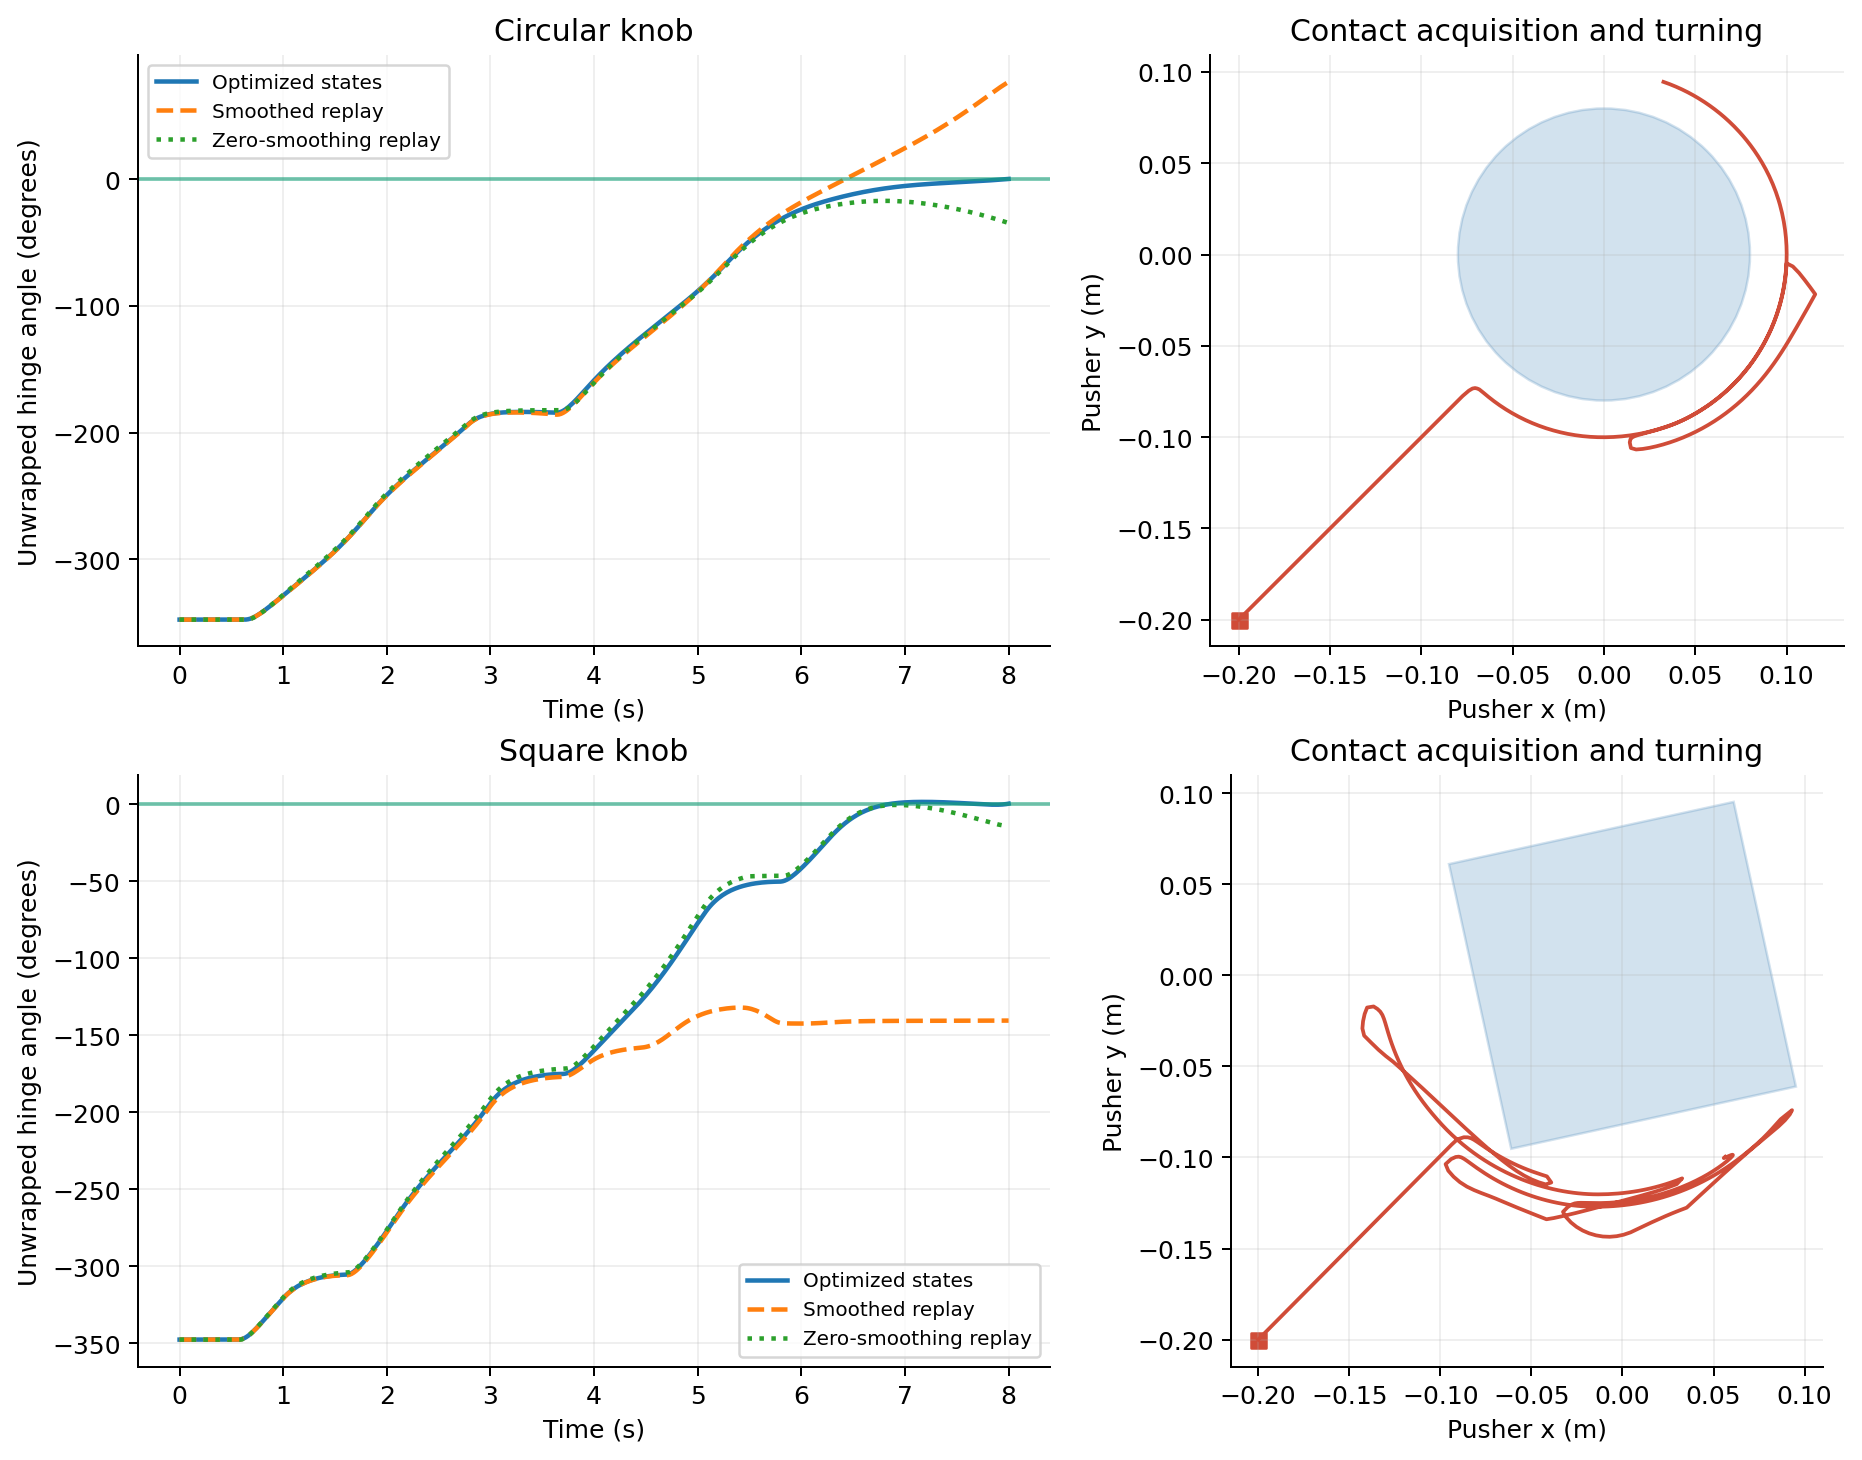 Circular knob
Unwrapped hinge angle (degrees)
0
−100
−200
−300
Optimized states
Smoothed replay
Zero-smoothing replay
0 1 2 3 4 5 6 7 8
Time (s)
Contact acquisition and turning
Pusher y (m)
0.10
0.05
0.00
−0.05
−0.10
−0.15
−0.20
−0.20 −0.15 −0.10 −0.05 0.00 0.05 0.10
Pusher x (m)
Square knob
Unwrapped hinge angle (degrees)
0
−50
−100
−150
−200
−250
−300
−350
Optimized states
Smoothed replay
Zero-smoothing replay
0 1 2 3 4 5 6 7 8
Time (s)
Contact acquisition and turning
Pusher y (m)
0.10
0.05
0.00
−0.05
−0.10
−0.15
−0.20
−0.20 −0.15 −0.10 −0.05 0.00 0.05 0.10
Pusher x (m)